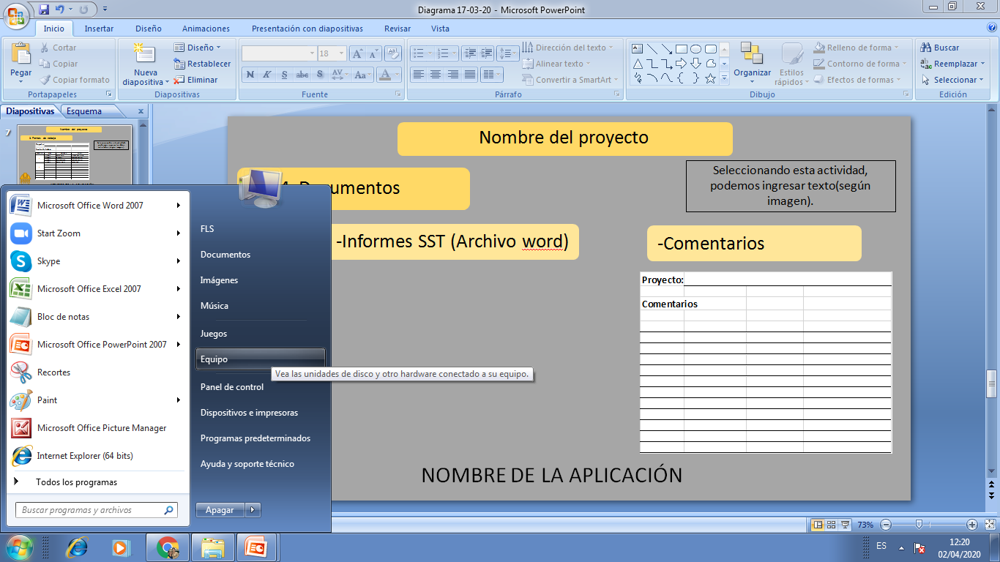 Diagrama 17-03-20 - Microsoft PowerPoint
Inicio
Insertar
Diseño
Animaciones
Presentación con diapositivas
Revisar
Vista
Pegar
Cortar
Copiar
Copiar formato
Portapapeles
Nueva
diapositiva
Diseño
Restablecer
Eliminar
Diapositivas
18
N K S abc S AV Aa A
Fuente
Dirección del texto
Alinear texto
Convertir a SmartArt
Párrafo
Organizar
Estilos
rápidos
Relleno de forma
Contorno de forma
Efectos de formas
Dibujo
Buscar
Reemplazar
Seleccionar
Edición
Diapositivas
Esquema
7
Nombre del proyecto
Nombre del proyecto
4. Documentos
Seleccionando esta actividad,
podemos ingresar texto(según
imagen).
-Informes SST (Archivo word)
-Comentarios
Proyecto:
Comentarios
NOMBRE DE LA APLICACIÓN
Microsoft Office Word 2007
Start Zoom
Skype
Microsoft Office Excel 2007
Bloc de notas
Microsoft Office PowerPoint 2007
Recortes
Paint
Microsoft Office Picture Manager
Internet Explorer (64 bits)
Todos los programas
Buscar programas y archivos
FLS
Documentos
Imágenes
Música
Juegos
Equipo
Vea las unidades de disco y otro hardware conectado a su equipo.
Panel de control
Dispositivos e impresoras
Programas predeterminados
Ayuda y soporte técnico
Apagar
73%
ES
12:20
02/04/2020